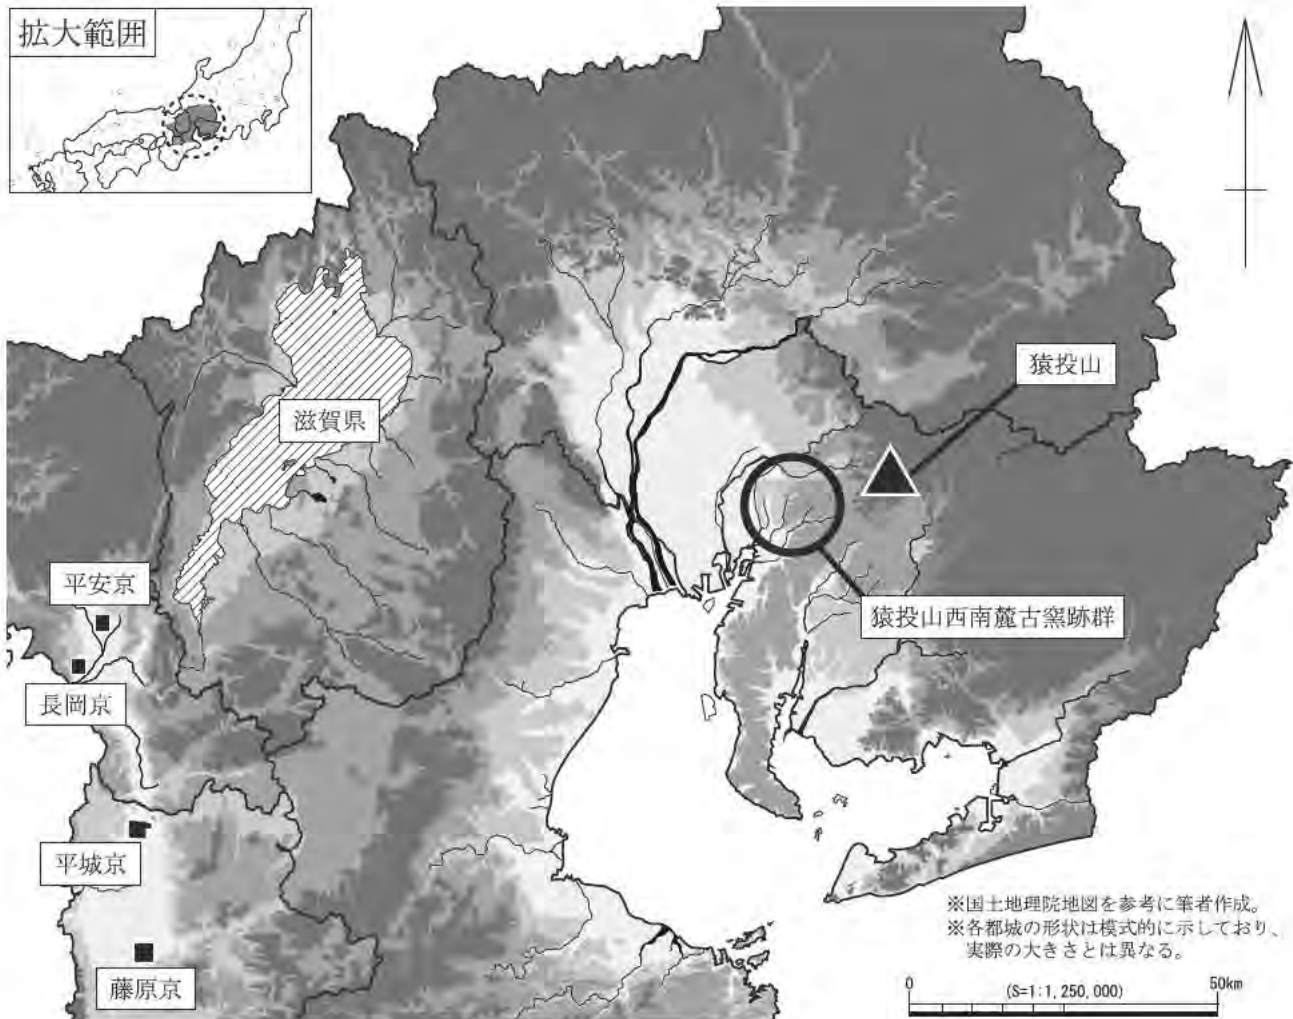 拡大範囲
猿投山
滋賀県
平安京
猿投山西南麓古窯跡群
長岡京
平城京
藤原京
※国土地理院地図を参考に筆者作成。
※各都城の形状は模式的に示しており、
実際の大きさとは異なる。
0 (S=1:1,250,000) 50km